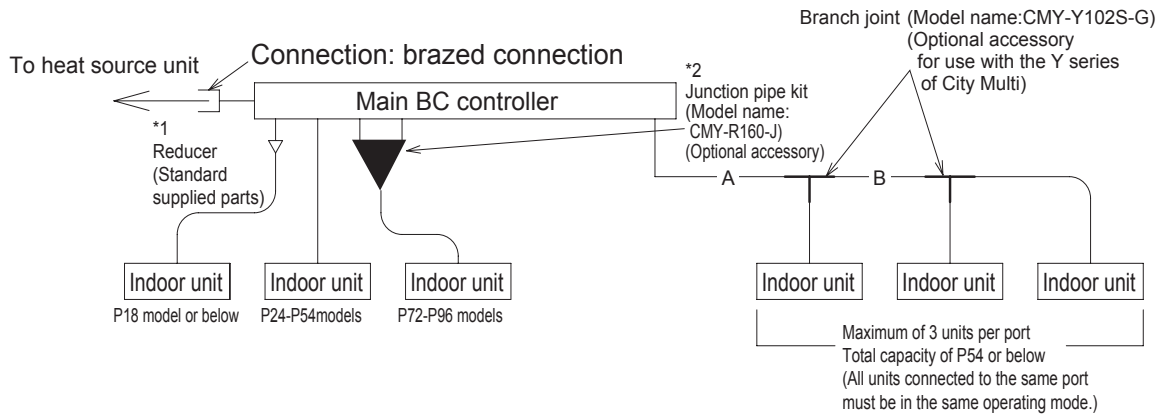 Branch joint (Model name:CMY-Y102S-G)
(Optional accessory
for use with the Y series
of City Multi)
To heat source unit
Connection: brazed connection
Main BC controller
*1
Reducer
(Standard
supplied parts)
*2
Junction pipe kit
(Model name:
CMY-R160-J)
(Optional accessory)
A
B
Indoor unit
P18 model or below
Indoor unit
P24-P54models
Indoor unit
P72-P96 models
Indoor unit
Indoor unit
Indoor unit
Maximum of 3 units per port
Total capacity of P54 or below
(All units connected to the same port
must be in the same operating mode.)